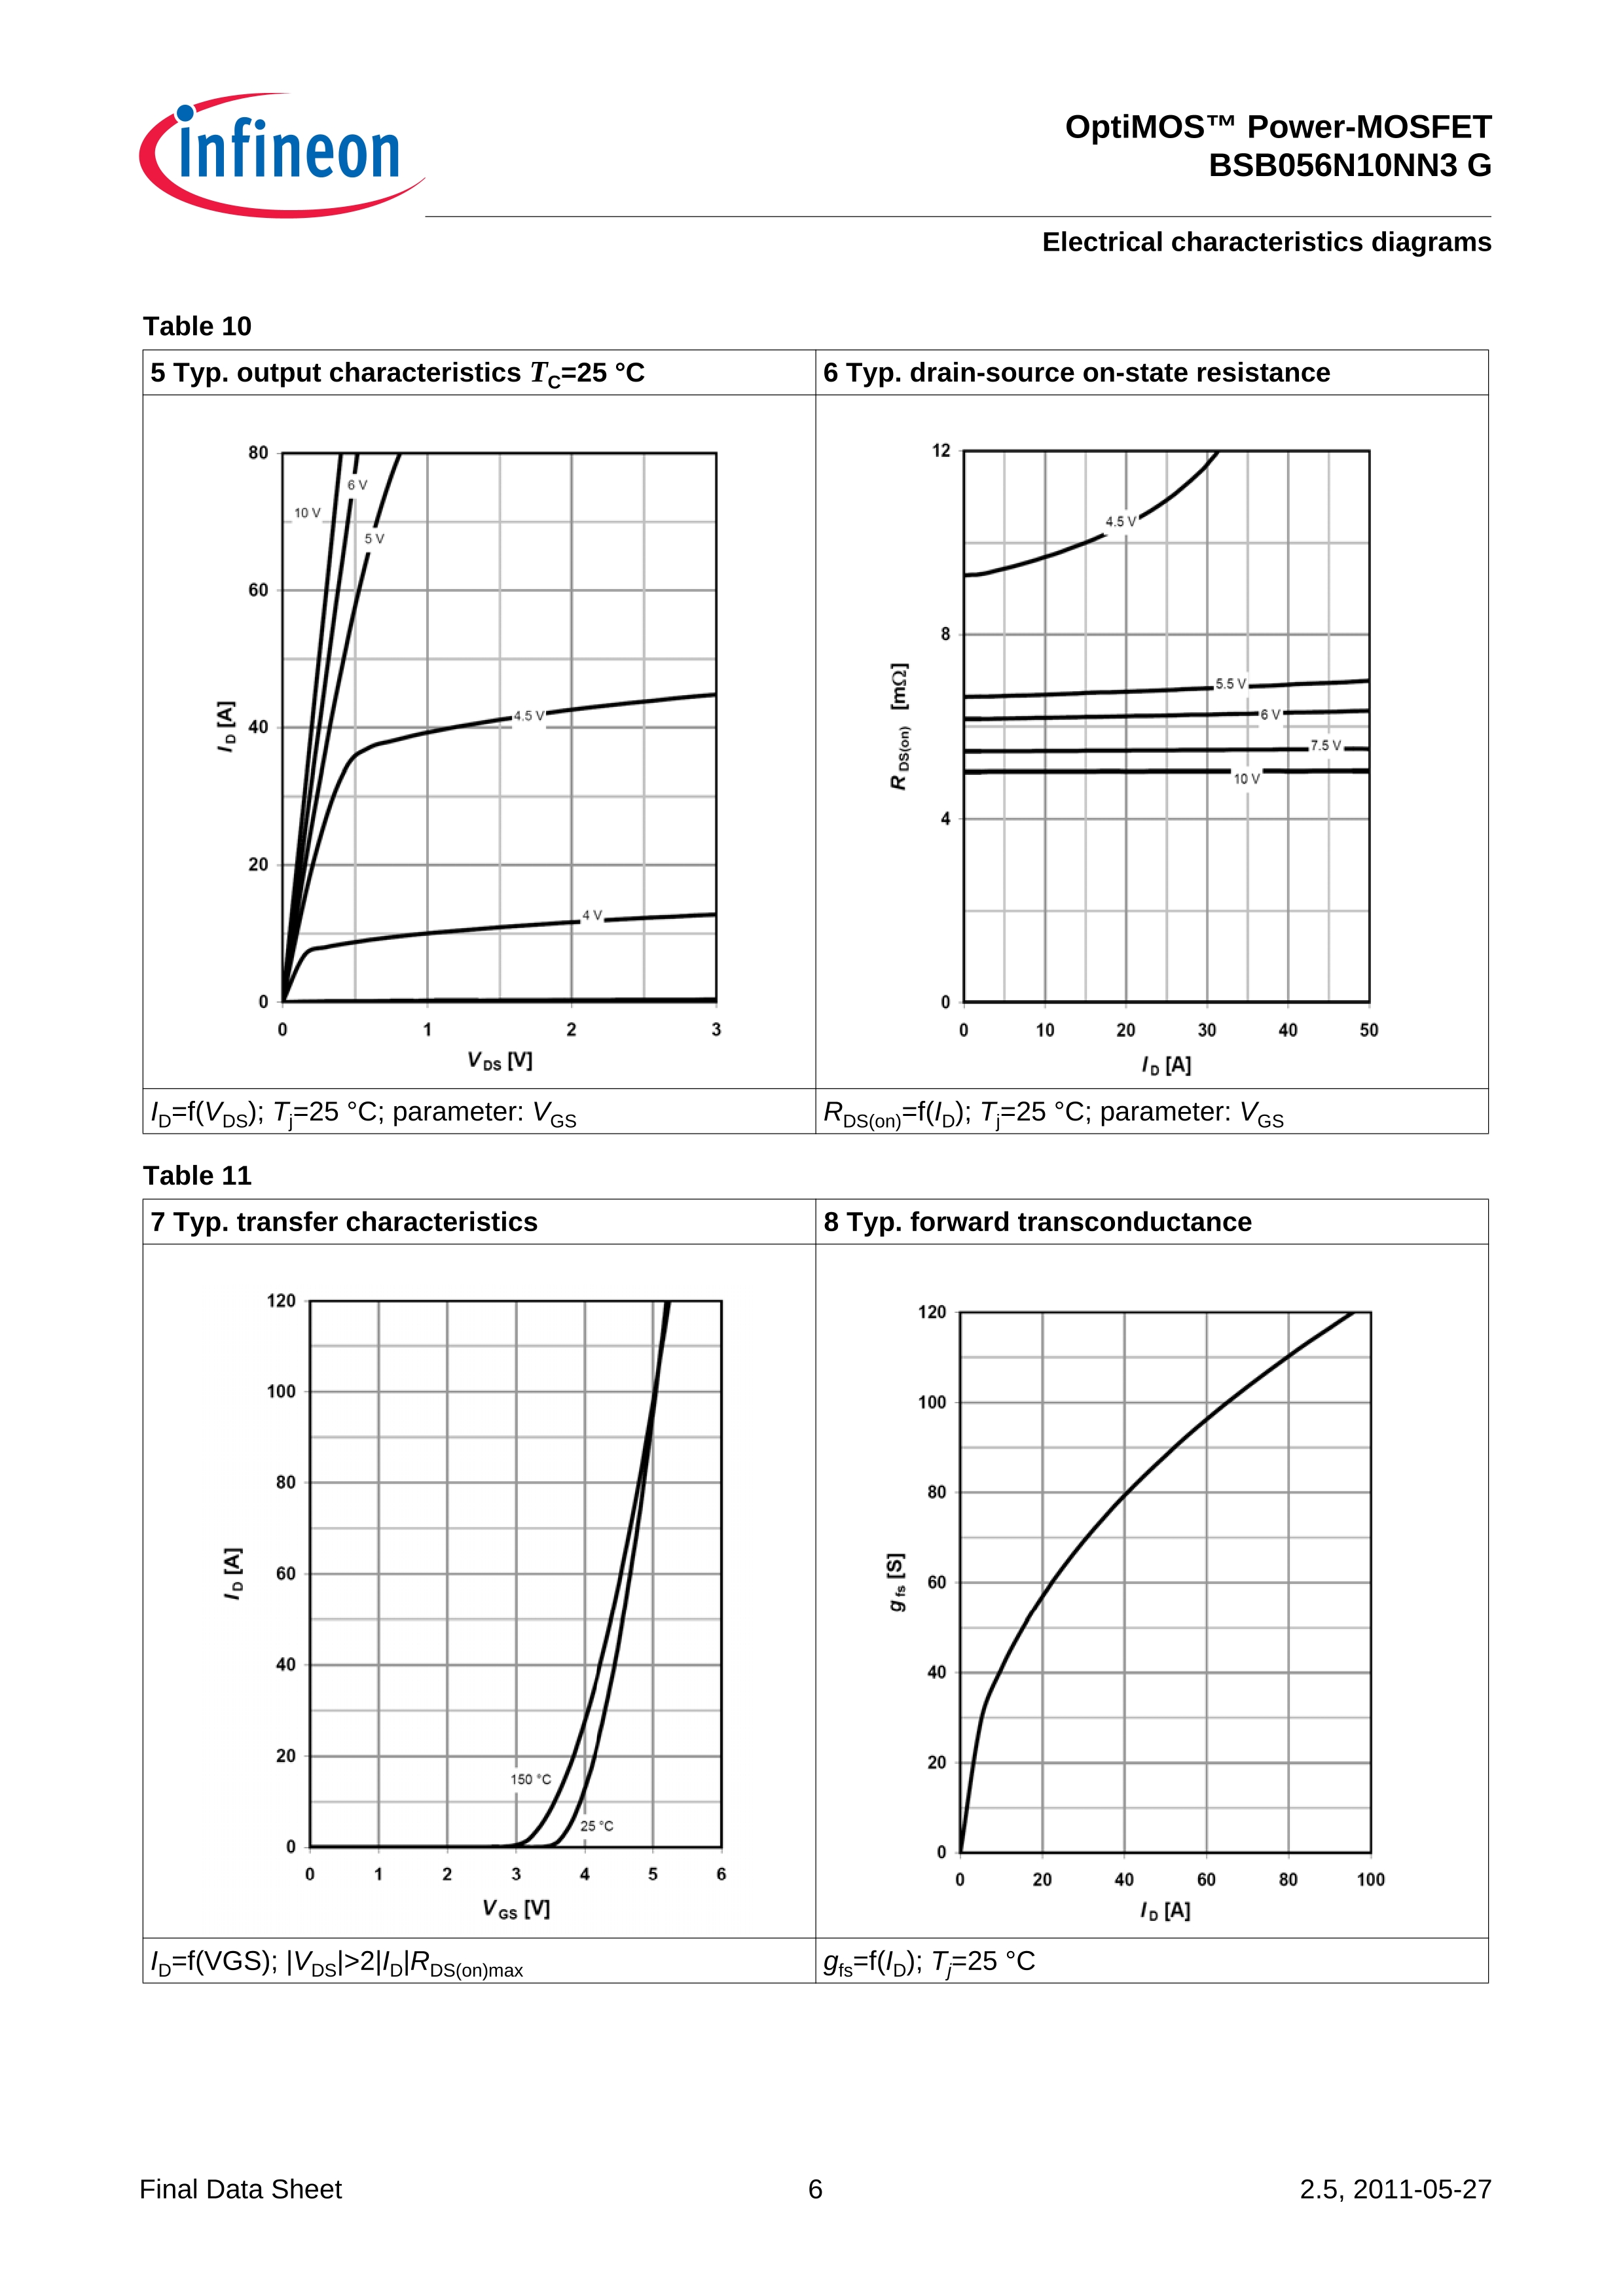 infineon
OptiMOS™ Power-MOSFET
BSB056N10NN3 G
Electrical characteristics diagrams
Table 10
5 Typ. output characteristics TC=25 °C
6 Typ. drain-source on-state resistance
80
60
40
20
0
0 1 2 3
10 V
6 V
5 V
4.5 V
4 V
ID [A]
VDS [V]
12
8
4
0
0 10 20 30 40 50
4.5 V
5.5 V
6 V
7.5 V
10 V
RDS(on) [mΩ]
ID [A]
ID=f(VDS); Tj=25 °C; parameter: VGS
RDS(on)=f(ID); Tj=25 °C; parameter: VGS
Table 11
7 Typ. transfer characteristics
8 Typ. forward transconductance
120
100
80
60
40
20
0
0 1 2 3 4 5 6
150 °C
25 °C
ID [A]
VGS [V]
120
100
80
60
40
20
0
0 20 40 60 80 100
gfs [S]
ID [A]
ID=f(VGS); |VDS|>2|ID|RDS(on)max
gfs=f(ID); Tj=25 °C
Final Data Sheet 6 2.5, 2011-05-27